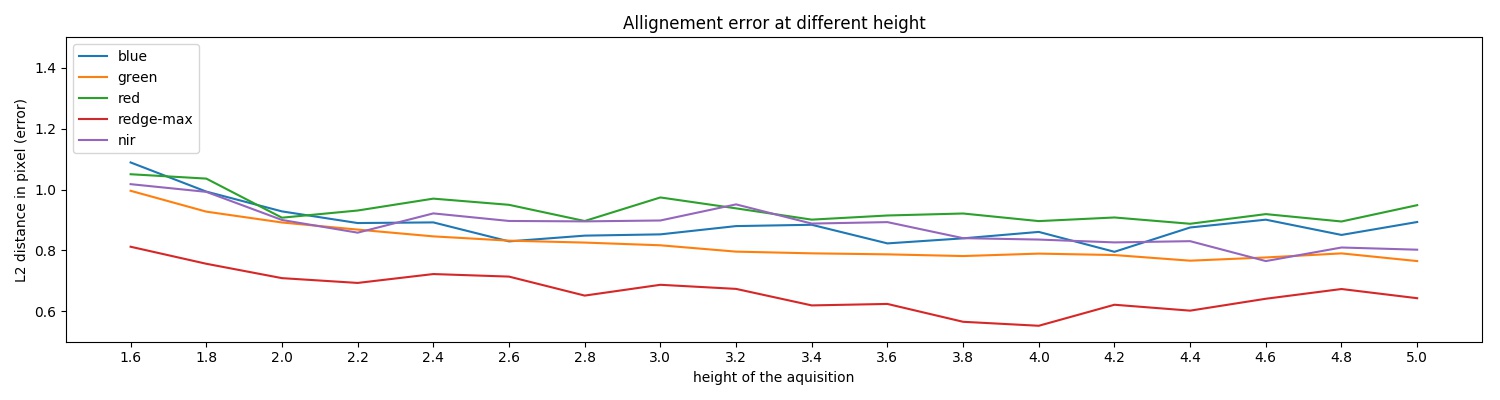 Allignement error at different height
L2 distance in pixel (error)
1.4
1.2
1.0
0.8
0.6
blue
green
red
redge-max
nir
1.6 1.8 2.0 2.2 2.4 2.6 2.8 3.0 3.2 3.4 3.6 3.8 4.0 4.2 4.4 4.6 4.8 5.0
height of the aquisition